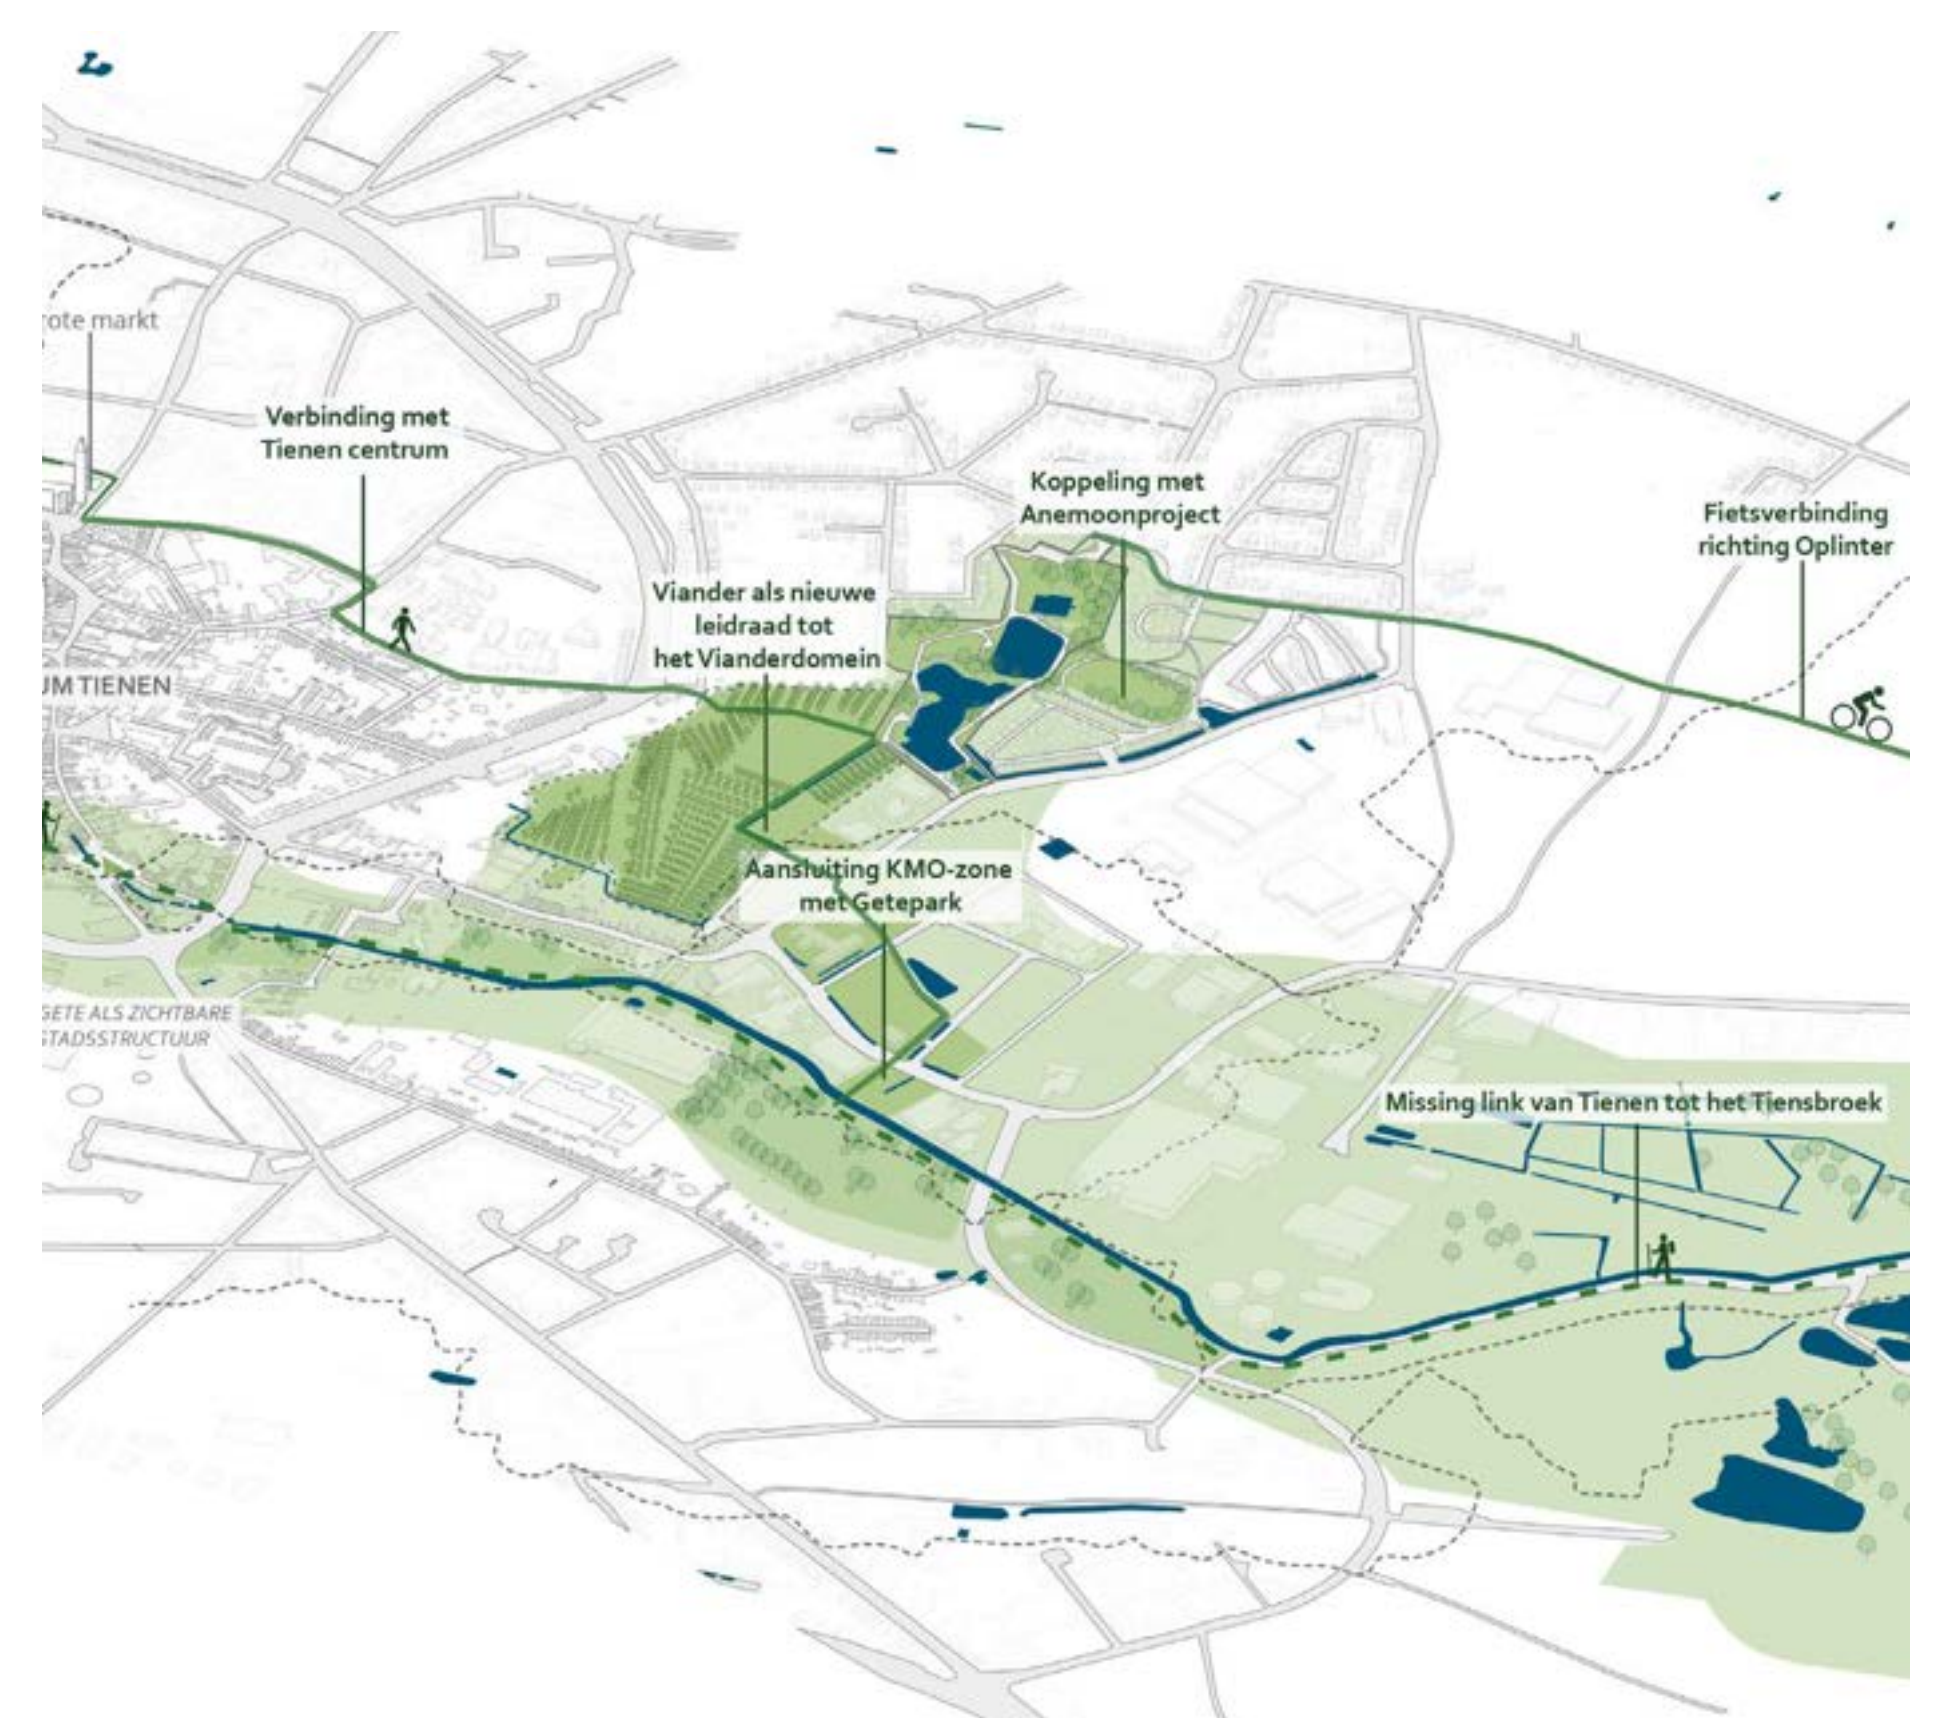 ote markt
Verbinding met
Tienen centrum
Koppeling met
Anemoonproject
Fietsverbinding
richting Oplinter
Viander als nieuwe
leidraad tot
het Vianderdomein
UM TIENEN
Aansluiting KMO-zone
met Getepark
GETE ALS ZICHTBARE
STADSSTRUCTUUR
Missing link van Tienen tot het Tiensbroek